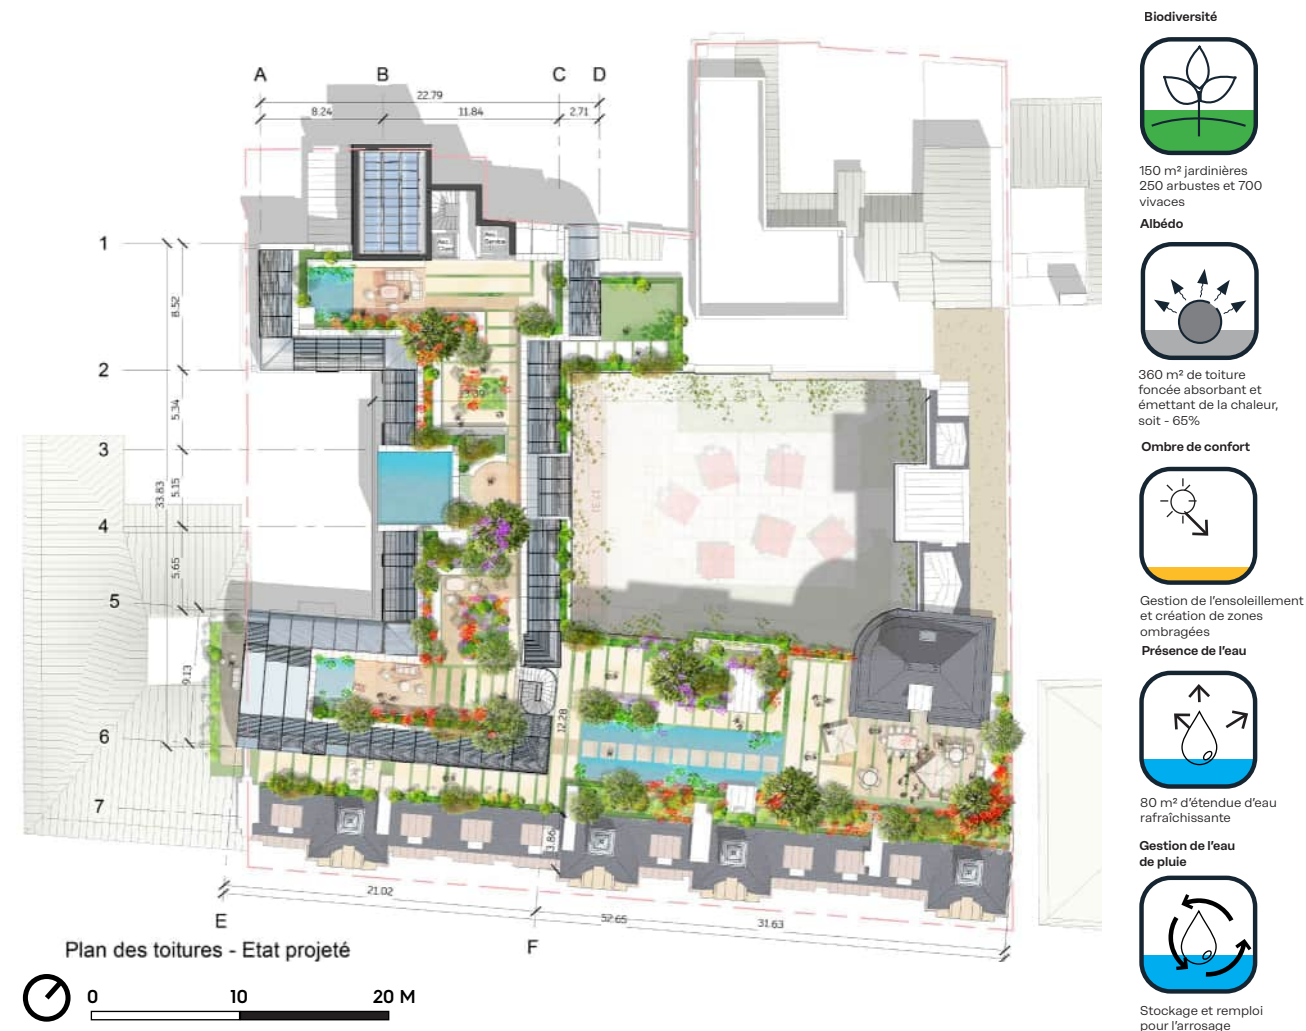 A
B
C
D
22.79
8.24
11.84
2.71
1
2
3
4
5
6
7
8.52
5.34
5.15
33.83
5.65
9.13
12.28
3.86
21.02
52.65
31.63
E
F
Plan des toitures - Etat projeté
0
10
20 M
Biodiversité
150 m² jardinières
250 arbustes et 700
vivaces
Albédo
360 m² de toiture
foncée absorbant et
émettant de la chaleur,
soit - 65%
Ombre de confort
Gestion de l'ensoleillement
et création de zones
ombragées
Présence de l'eau
80 m² d'étendue d'eau
rafraîchissante
Gestion de l'eau
de pluie
Stockage et remploi
pour l'arrosage